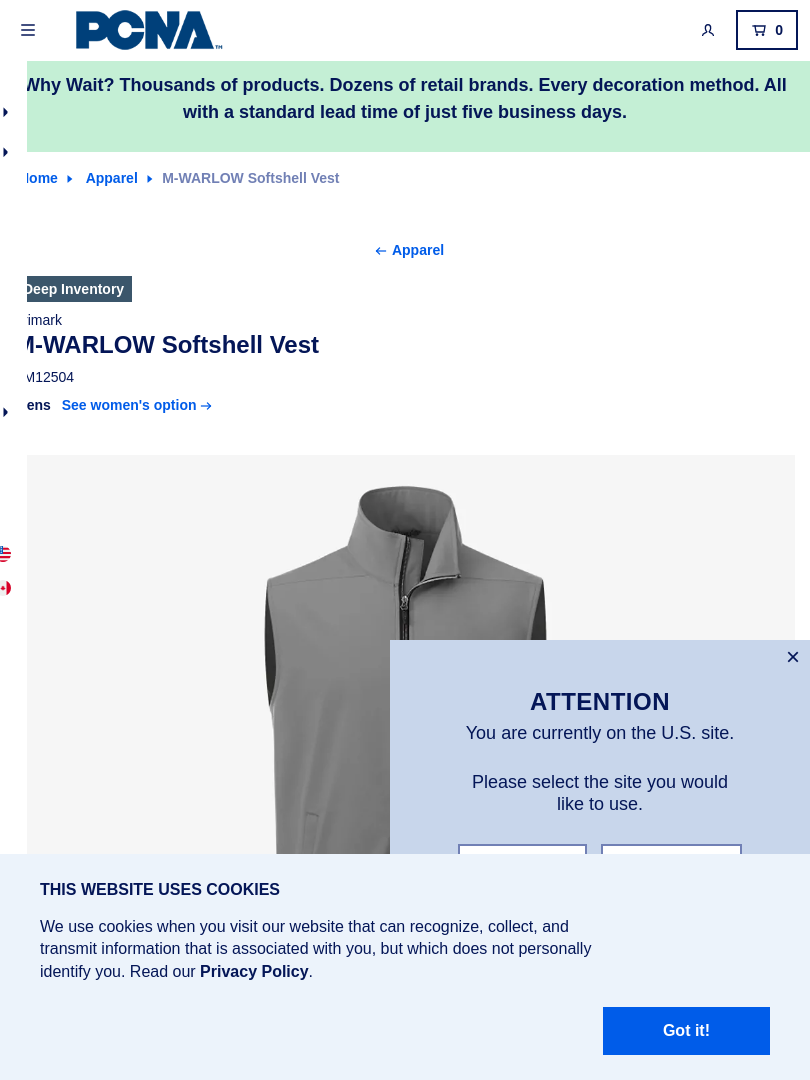 PCNA TM
0
Why Wait? Thousands of products. Dozens of retail brands. Every decoration method. All
with a standard lead time of just five business days.
ome Apparel M-WARLOW Softshell Vest
Apparel
Deep Inventory
imark
M-WARLOW Softshell Vest
M12504
ens See women's option
ATTENTION
You are currently on the U.S. site.
Please select the site you would
like to use.
THIS WEBSITE USES COOKIES
We use cookies when you visit our website that can recognize, collect, and
transmit information that is associated with you, but which does not personally
identify you. Read our Privacy Policy.
Got it!